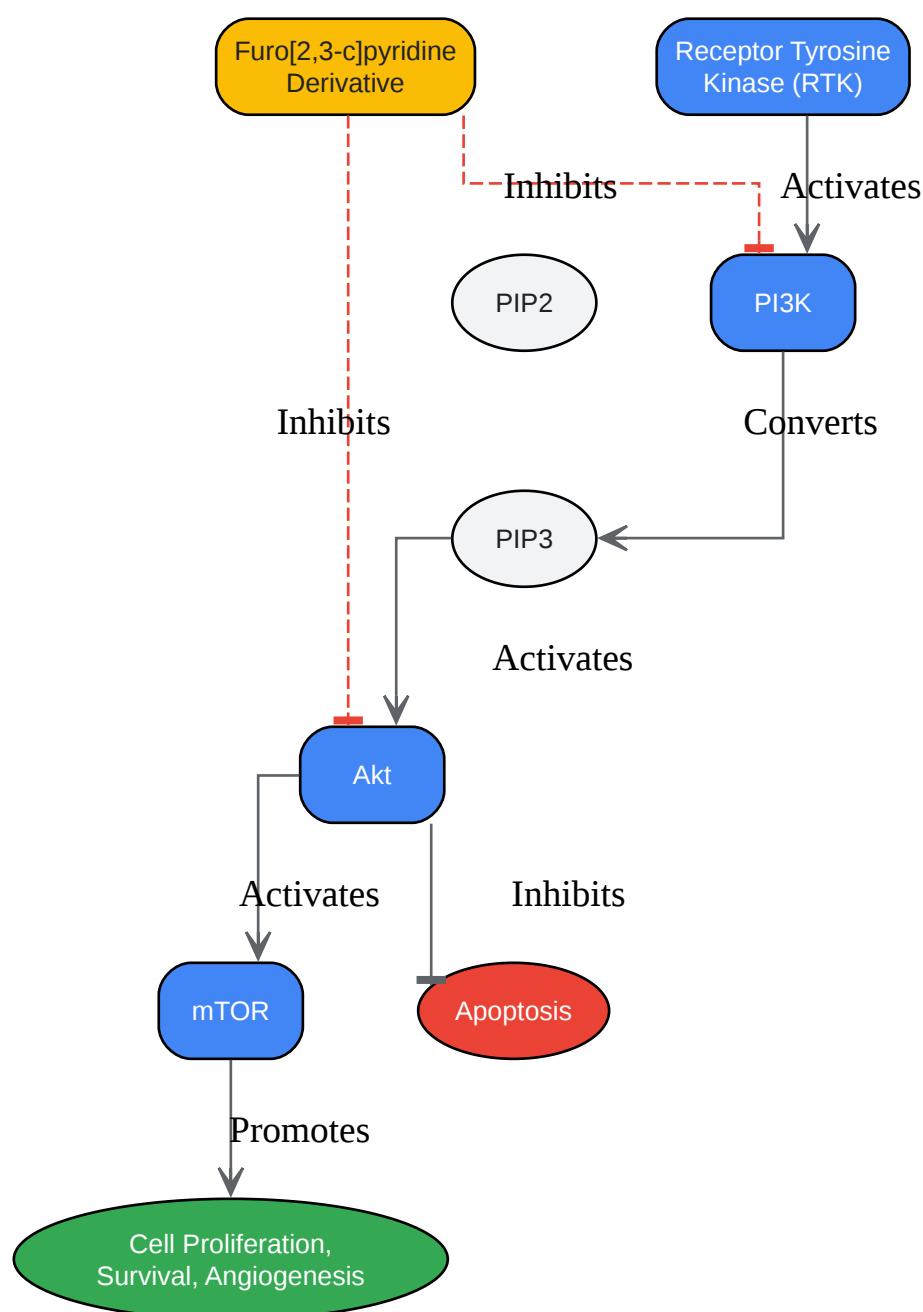 Furo[2,3-c]pyridine
Derivative
Receptor Tyrosine
Kinase (RTK)
Inhibits
Activates
PIP2
PI3K
Inhibits
Converts
PIP3
Activates
Akt
Activates
Inhibits
mTOR
Apoptosis
Promotes
Cell Proliferation,
Survival, Angiogenesis